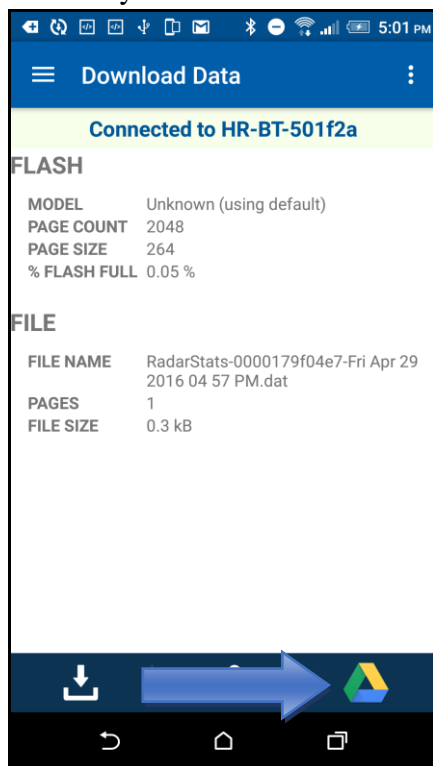 5:01 PM
Download Data
Connected to HR-BT-501f2a
FLASH
MODEL Unknown (using default)
PAGE COUNT 2048
PAGE SIZE 264
% FLASH FULL 0.05 %
FILE
FILE NAME RadarStats-0000179f04e7-Fri Apr 29
2016 04 57 PM.dat
PAGES 1
FILE SIZE 0.3 kB